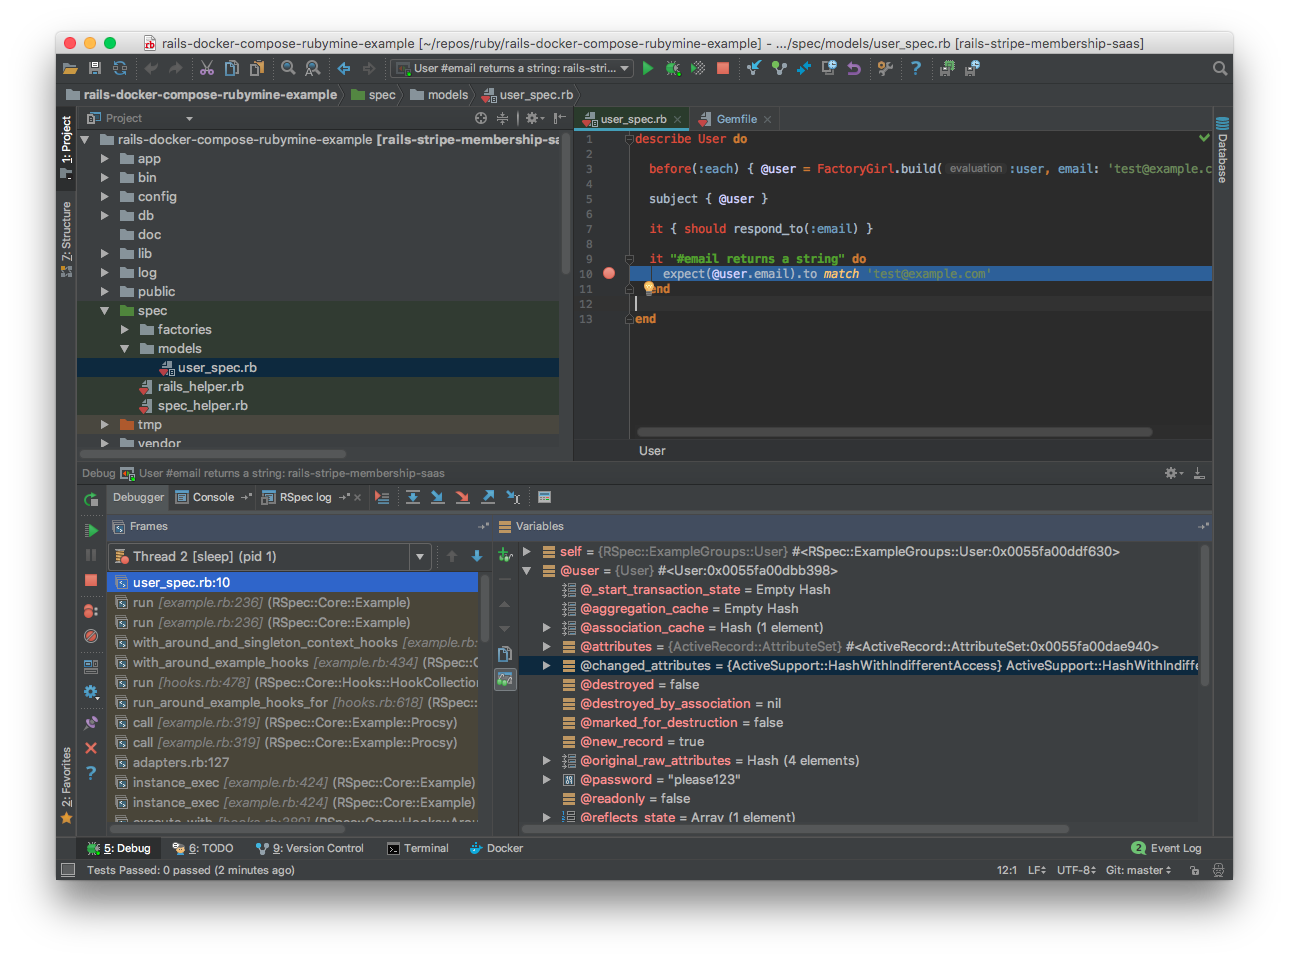 rails-docker-compose-rubymine-example [~/repos/ruby/rails-docker-compose-rubymine-example] - .../spec/models/user_spec.rb [rails-stripe-membership-saas]
User #email returns a string: rails-stri...
rails-docker-compose-rubymine-example spec models user_spec.rb
1: Project
Project
user_spec.rb
Gemfile
Database
rails-docker-compose-rubymine-example [rails-stripe-membership-sa
app
bin
config
db
doc
lib
log
public
spec
factories
models
user_spec.rb
rails_helper.rb
spec_helper.rb
tmp
vendor
7: Structure
1 describe User do
2
3 before(:each) { @user = FactoryGirl.build( evaluation :user, email: 'test@example.c
4
5 subject { @user }
6
7 it { should respond_to(:email) }
8
9 it "#email returns a string" do
10 expect(@user.email).to match 'test@example.com'
11 end
12
13 end
User
Debug User #email returns a string: rails-stripe-membership-saas
Debugger Console RSpec log
Frames
Thread 2 [sleep] (pid 1)
user_spec.rb:10
run [example.rb:236] (RSpec::Core::Example)
run [example.rb:236] (RSpec::Core::Example)
with_around_and_singleton_context_hooks [example.rb:
with_around_example_hooks [example.rb:434] (RSpec::C
run [hooks.rb:478] (RSpec::Core::Hooks::HookCollection
run_around_example_hooks_for [hooks.rb:618] (RSpec:
call [example.rb:319] (RSpec::Core::Example::Procsy)
call [example.rb:319] (RSpec::Core::Example::Procsy)
adapters.rb:127
instance_exec [example.rb:424] (RSpec::Core::Example)
instance_exec [example.rb:424] (RSpec::Core::Example)
execute_with [hooks.rb:389] (RSpec::Core::Hooks::Arou
Variables
self = {RSpec::ExampleGroups::User} #<RSpec::ExampleGroups::User:0x0055fa00ddf630>
@user = {User} #<User:0x0055fa00dbb398>
@_start_transaction_state = Empty Hash
@aggregation_cache = Empty Hash
@association_cache = Hash (1 element)
@attributes = {ActiveRecord::AttributeSet} #<ActiveRecord::AttributeSet:0x0055fa00dae940>
@changed_attributes = {ActiveSupport::HashWithIndifferentAccess} ActiveSupport::HashWithIndiffe
@destroyed = false
@destroyed_by_association = nil
@marked_for_destruction = false
@new_record = true
@original_raw_attributes = Hash (4 elements)
@password = "please123"
@readonly = false
@reflects_state = Array (1 element)
2: Favorites
5: Debug 6: TODO 9: Version Control Terminal Docker 2 Event Log
Tests Passed: 0 passed (2 minutes ago) 12:1 LF UTF-8 Git: master